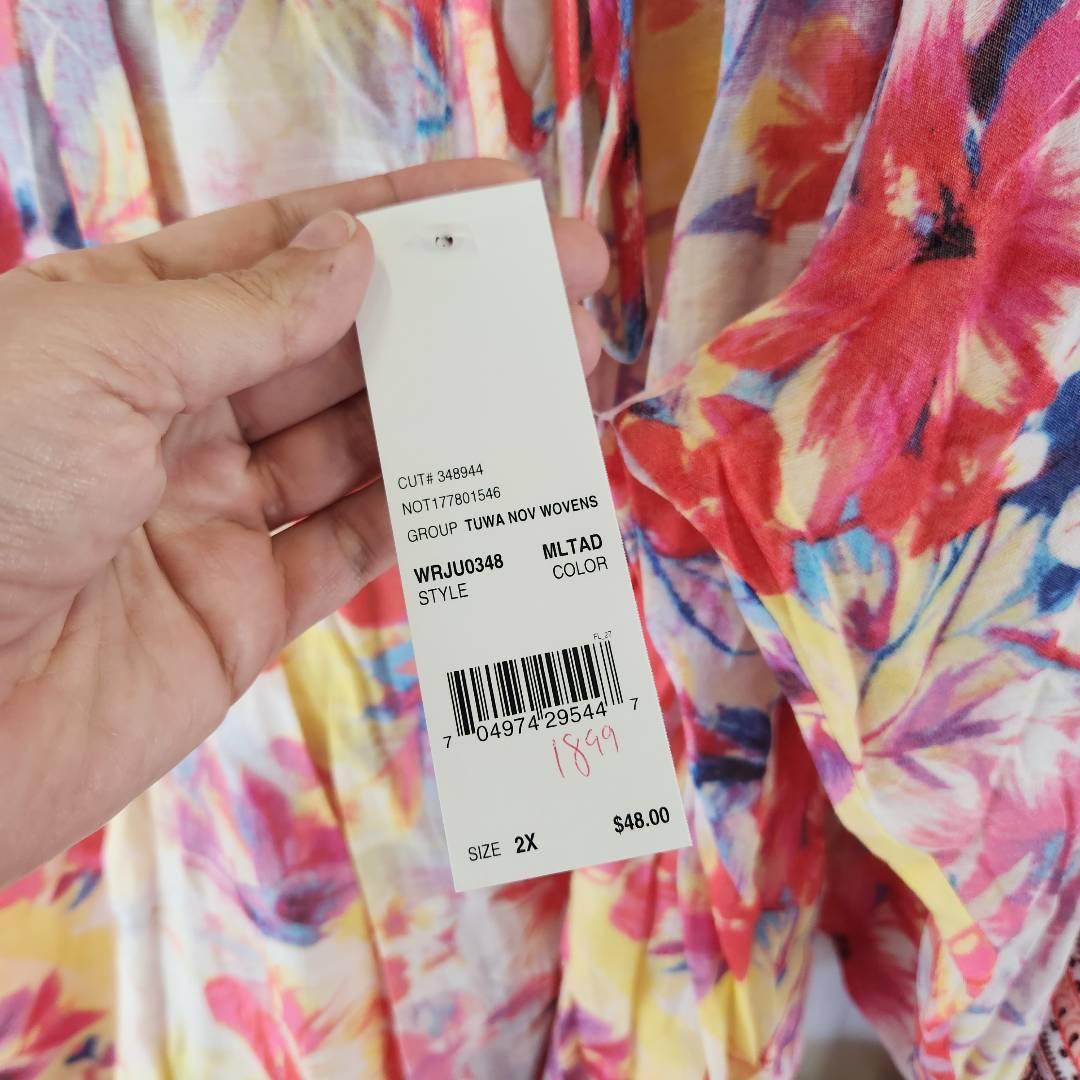 CUT# 348944
NOT177801546
GROUP TUWA NOV WOVENS
WRJU0348 MLTAD
STYLE COLOR
FL_27
7 04974 29544 7
1899
SIZE 2X $48.00